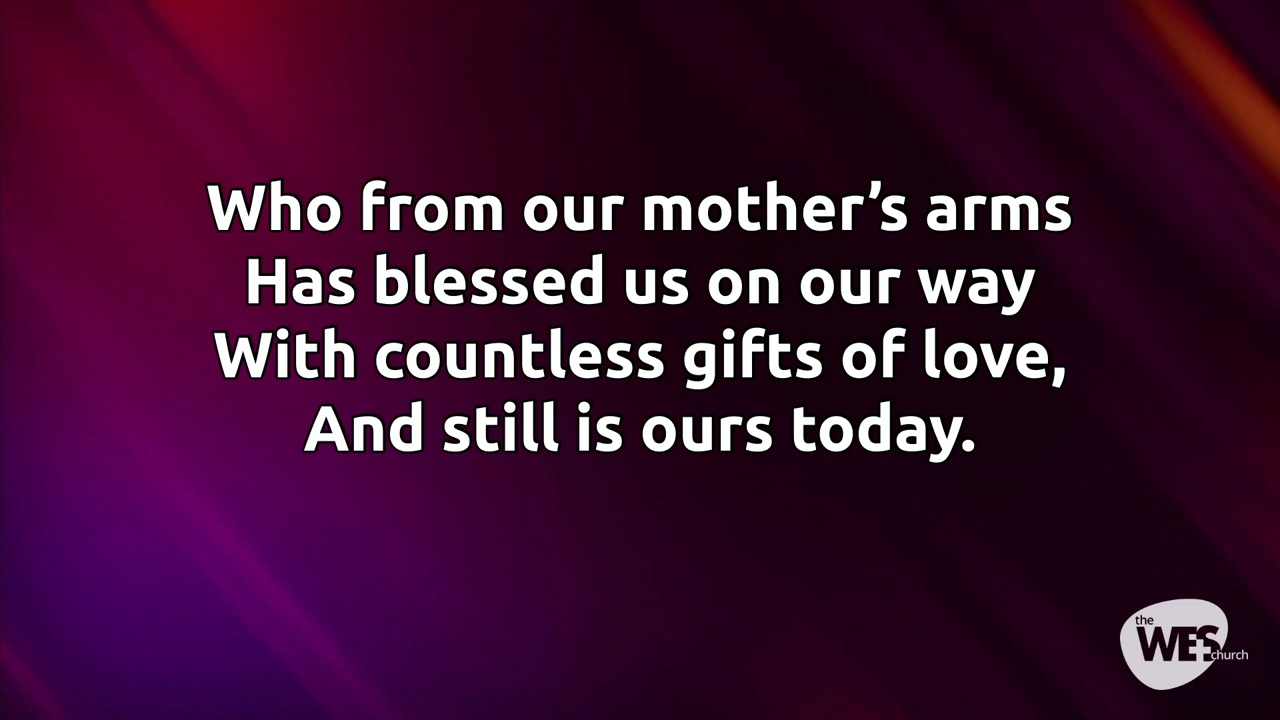 Who from our mother’s arms
Has blessed us on our way
With countless gifts of love,
And still is ours today.
the
WES
church